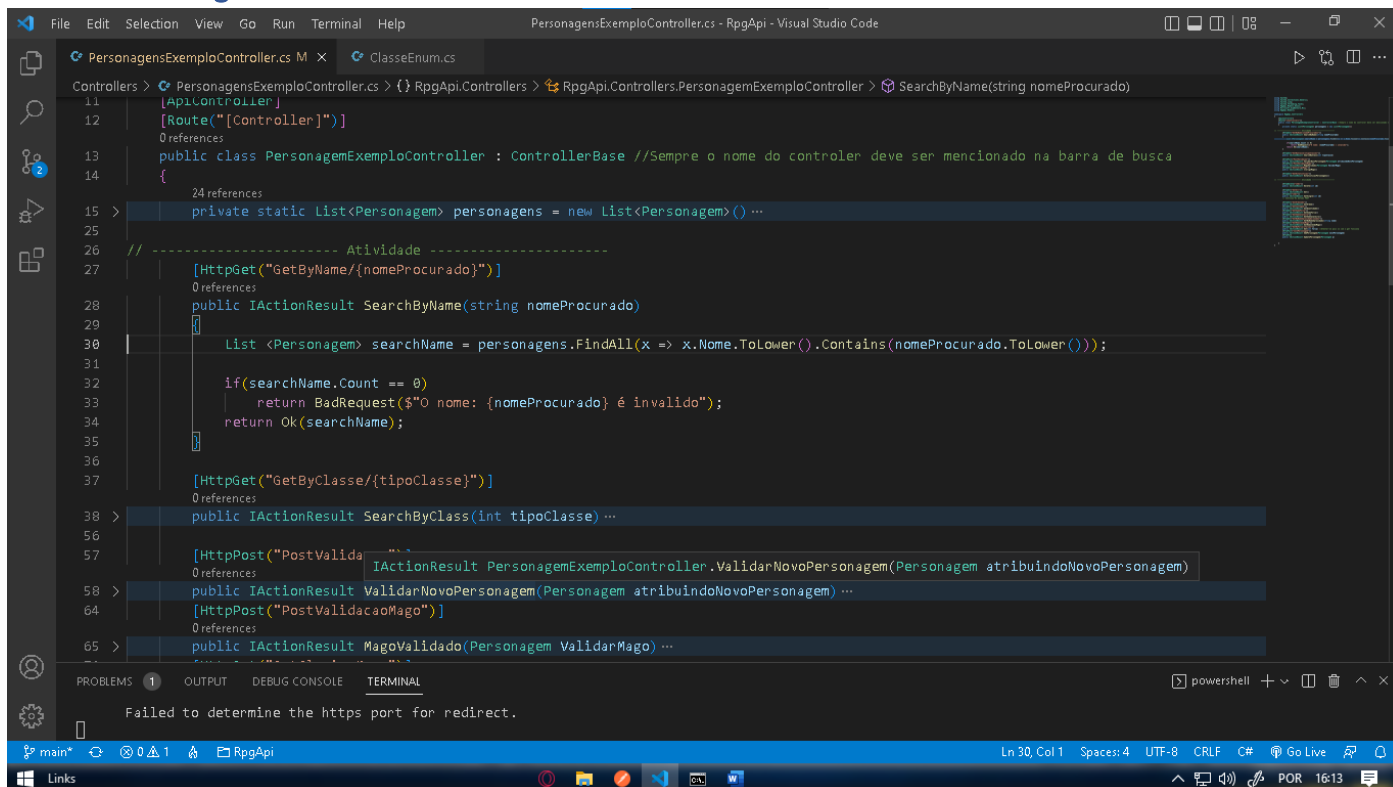 File Edit Selection View Go Run Terminal Help PersonagensExemploController.cs - RpgApi - Visual Studio Code
PersonagensExemploController.cs M ClasseEnum.cs
Controllers > PersonagensExemploController.cs > {} RpgApi.Controllers > RpgApi.Controllers.PersonagemExemploController > SearchByName(string nomeProcurado)
11 [ApiController]
12 [Route("[Controller]")]
0 references
13 public class PersonagemExemploController : ControllerBase //Sempre o nome do controler deve ser mencionado na barra de busca
14 {
24 references
15 > private static List<Personagem> personagens = new List<Personagem>() ...
25
26 // ----------------------- Atividade ----------------------
27 [HttpGet("GetByName/{nomeProcurado}")]
0 references
28 public IActionResult SearchByName(string nomeProcurado)
29 {
30 List <Personagem> searchName = personagens.FindAll(x => x.Nome.ToLower().Contains(nomeProcurado.ToLower()));
31
32 if(searchName.Count == 0)
33 return BadRequest($"O nome: {nomeProcurado} é invalido");
34 return Ok(searchName);
35 }
36
37 [HttpGet("GetByClasse/{tipoClasse}")]
0 references
38 > public IActionResult SearchByClass(int tipoClasse) ...
56
57 [HttpPost("PostValida
IActionResult PersonagemExemploController.ValidarNovoPersonagem(Personagem atribuindoNovoPersonagem)
0 references
58 > public IActionResult ValidarNovoPersonagem(Personagem atribuindoNovoPersonagem) ...
64 [HttpPost("PostValidacaoMago")]
0 references
65 > public IActionResult MagoValidado(Personagem ValidarMago) ...
PROBLEMS 1 OUTPUT DEBUG CONSOLE TERMINAL powershell
Failed to determine the https port for redirect.
main* 0 1 RpgApi Ln 30, Col 1 Spaces: 4 UTF-8 CRLF C# Go Live
Links POR 16:13